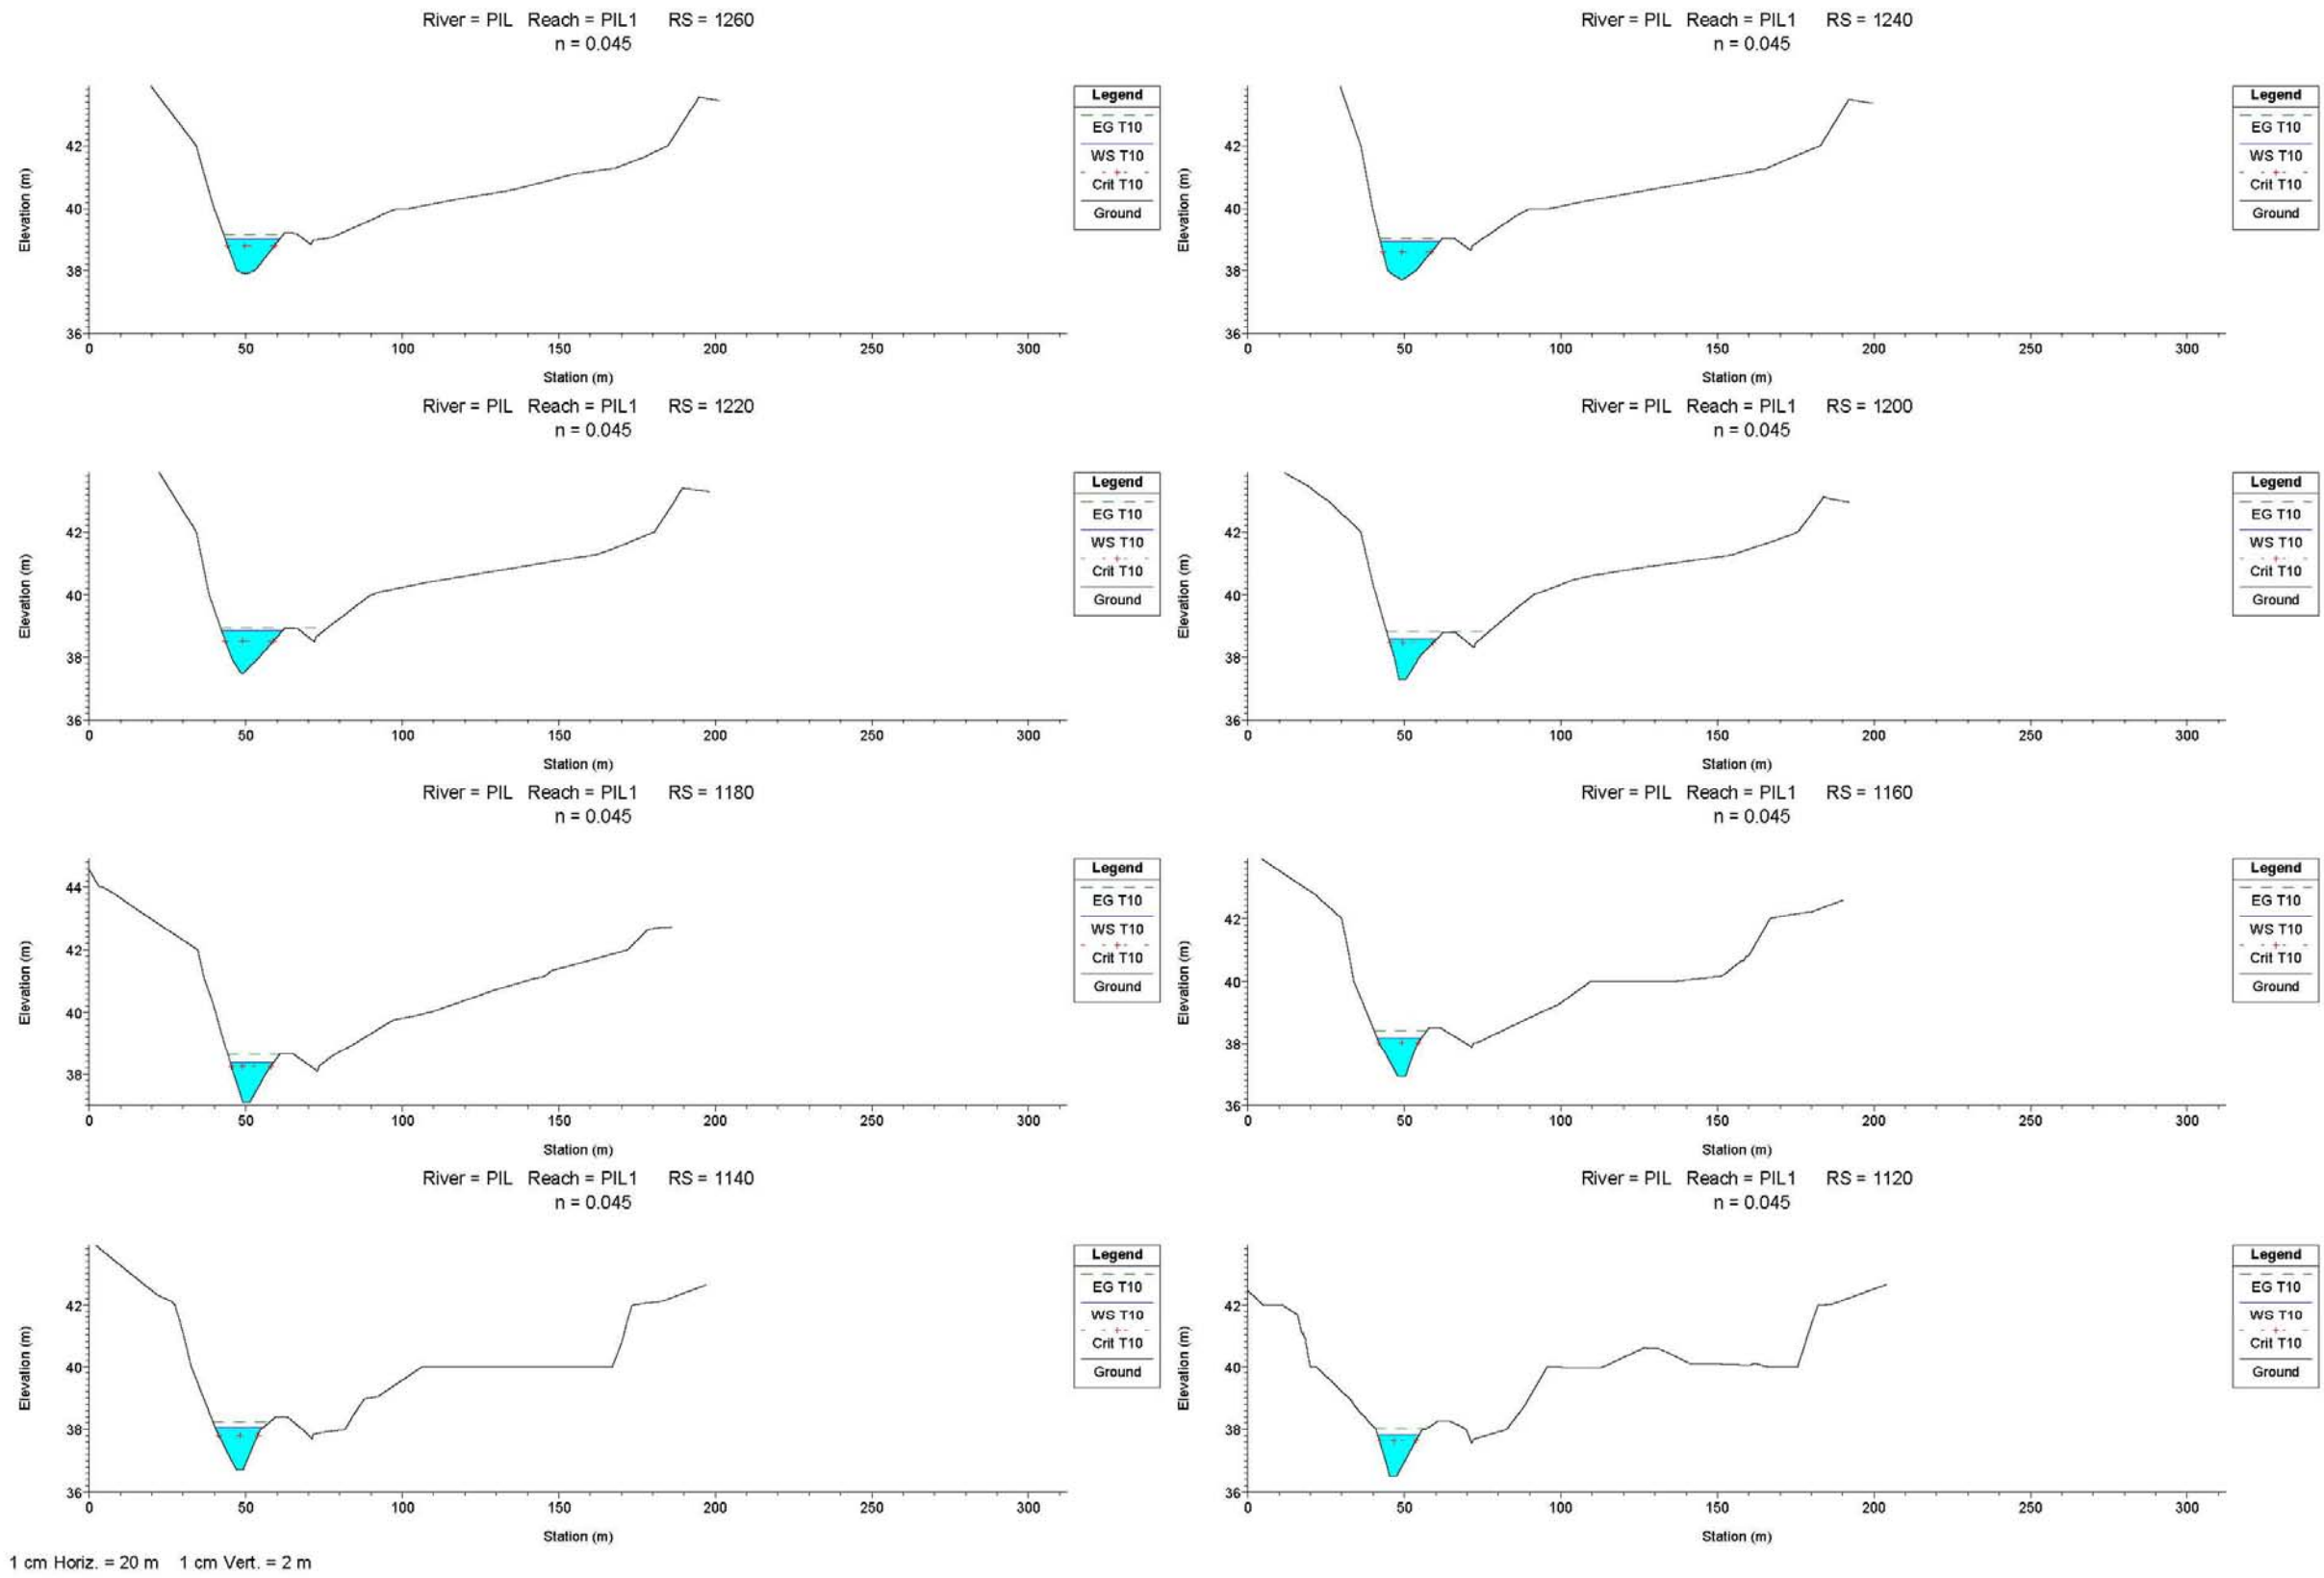 River = PIL Reach = PIL1 RS = 1260
n = 0.045
Elevation (m)
42
40
38
36
0 50 100 150 200 250 300
Station (m)
Legend
EG T10
WS T10
Crit T10
Ground
River = PIL Reach = PIL1 RS = 1240
n = 0.045
Elevation (m)
42
40
38
36
0 50 100 150 200 250 300
Station (m)
Legend
EG T10
WS T10
Crit T10
Ground
River = PIL Reach = PIL1 RS = 1220
n = 0.045
Elevation (m)
42
40
38
36
0 50 100 150 200 250 300
Station (m)
Legend
EG T10
WS T10
Crit T10
Ground
River = PIL Reach = PIL1 RS = 1200
n = 0.045
Elevation (m)
42
40
38
36
0 50 100 150 200 250 300
Station (m)
Legend
EG T10
WS T10
Crit T10
Ground
River = PIL Reach = PIL1 RS = 1180
n = 0.045
Elevation (m)
44
42
40
38
0 50 100 150 200 250 300
Station (m)
Legend
EG T10
WS T10
Crit T10
Ground
River = PIL Reach = PIL1 RS = 1160
n = 0.045
Elevation (m)
42
40
38
36
0 50 100 150 200 250 300
Station (m)
Legend
EG T10
WS T10
Crit T10
Ground
River = PIL Reach = PIL1 RS = 1140
n = 0.045
Elevation (m)
42
40
38
36
0 50 100 150 200 250 300
Station (m)
Legend
EG T10
WS T10
Crit T10
Ground
River = PIL Reach = PIL1 RS = 1120
n = 0.045
Elevation (m)
42
40
38
36
0 50 100 150 200 250 300
Station (m)
Legend
EG T10
WS T10
Crit T10
Ground
1 cm Horiz. = 20 m 1 cm Vert. = 2 m